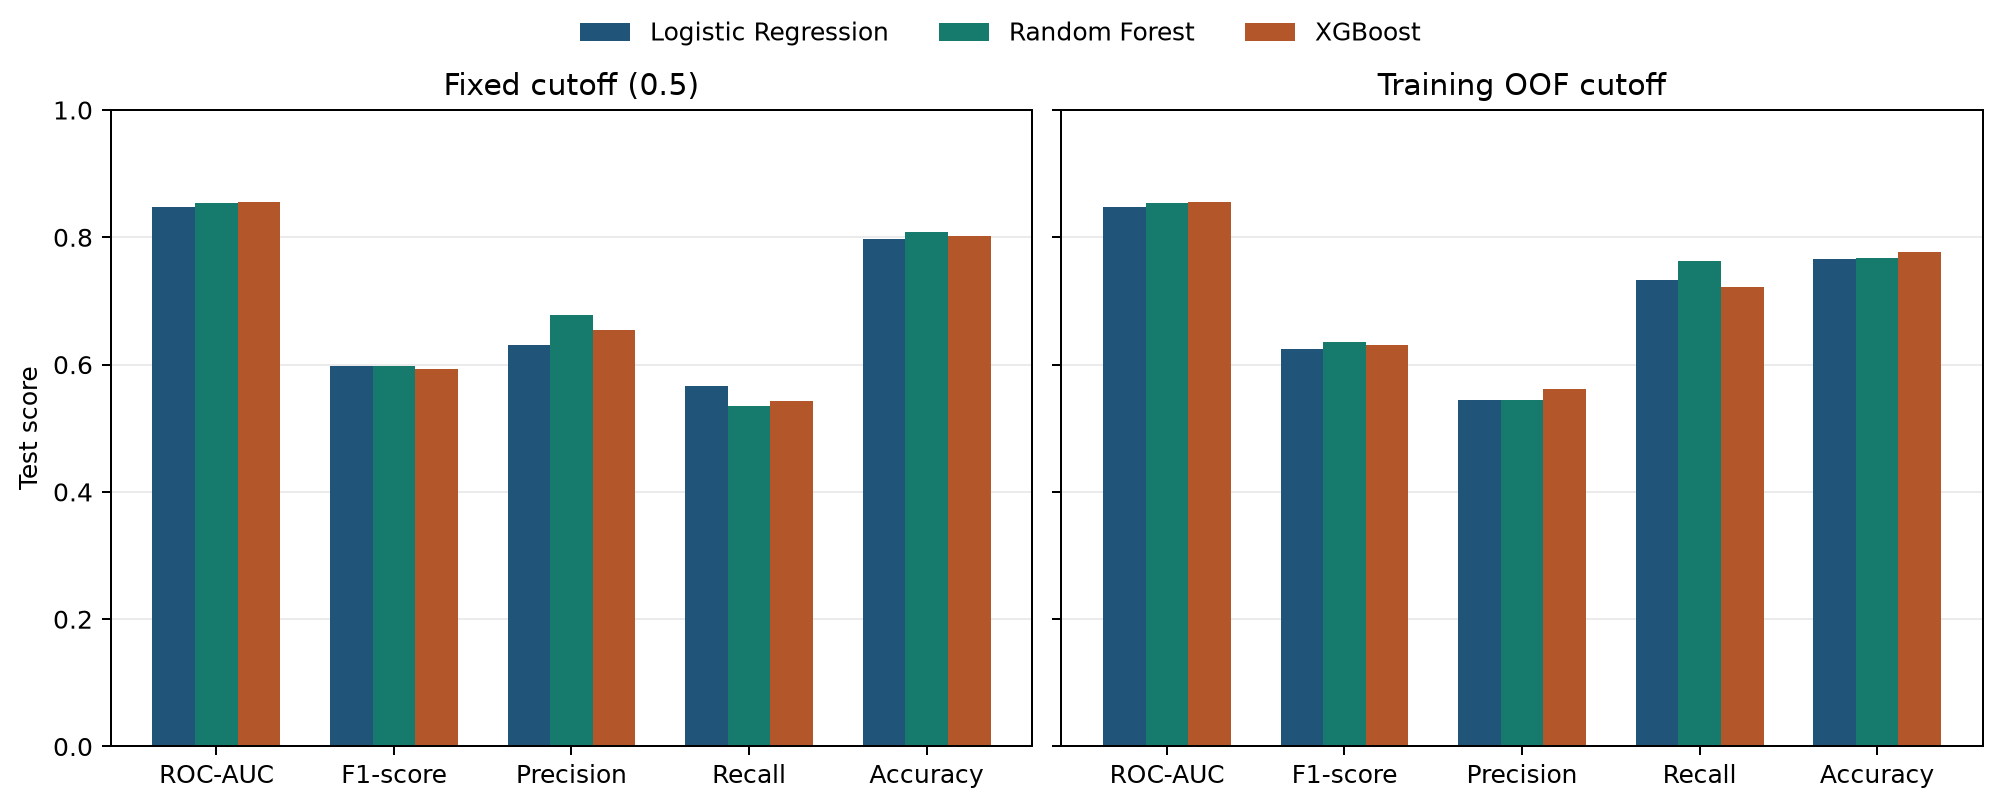 Logistic Regression Random Forest XGBoost
Fixed cutoff (0.5)
Training OOF cutoff
Test score
1.0
0.8
0.6
0.4
0.2
0.0
ROC-AUC F1-score Precision Recall Accuracy
ROC-AUC F1-score Precision Recall Accuracy